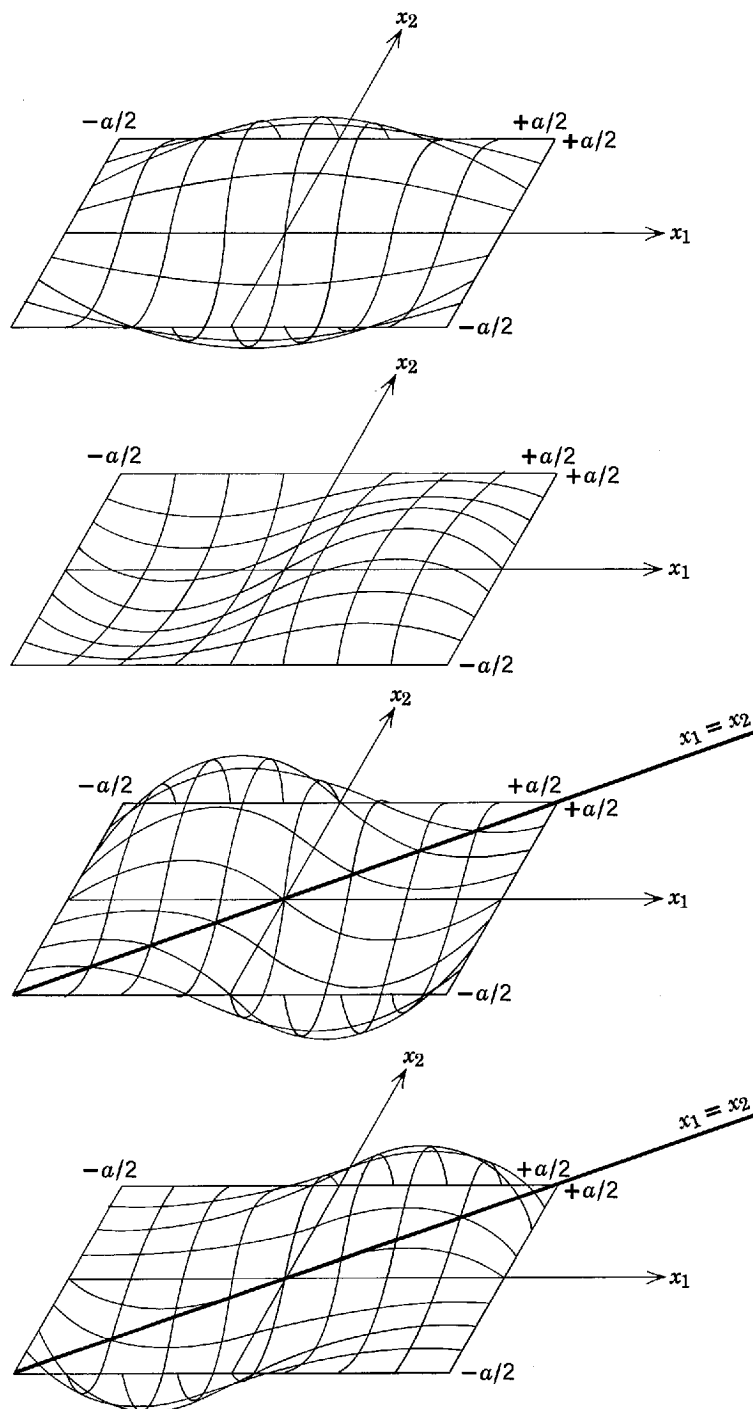 x₂
−a/2
+a/2
+a/2
x₁
−a/2
x₂
−a/2
+a/2
+a/2
x₁
−a/2
x₂
x₁ = x₂
−a/2
+a/2
+a/2
x₁
−a/2
x₂
x₁ = x₂
−a/2
+a/2
+a/2
x₁
−a/2